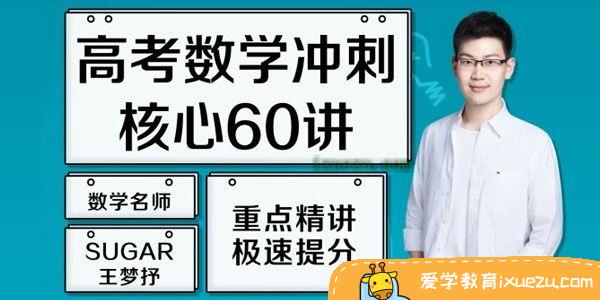 高考数学冲刺
核心60讲
数学名师
SUGAR
王梦抒
重点精讲
极速提分
爱学教育ixuezu.com